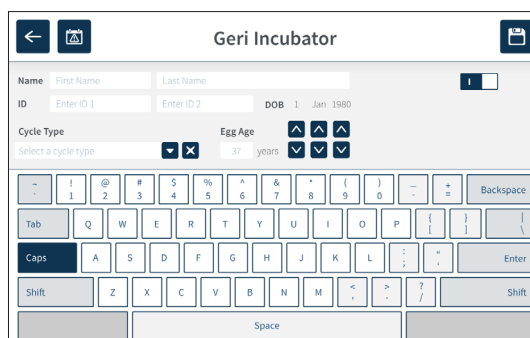 Geri Incubator
Name First Name Last Name I
ID Enter ID 1 Enter ID 2 DOB 1 Jan 1980
Cycle Type Egg Age
Select a cycle type 37 years
~ ! @ # $ % ^ & * ( ) — +
` 1 2 3 4 5 6 7 8 9 0 - = Backspace
Tab Q W E R T Y U I O P { } |
[ ] \
Caps A S D F G H J K L : “ Enter
; ‘
Shift Z X C V B N M < > ? Shift
, . /
Space